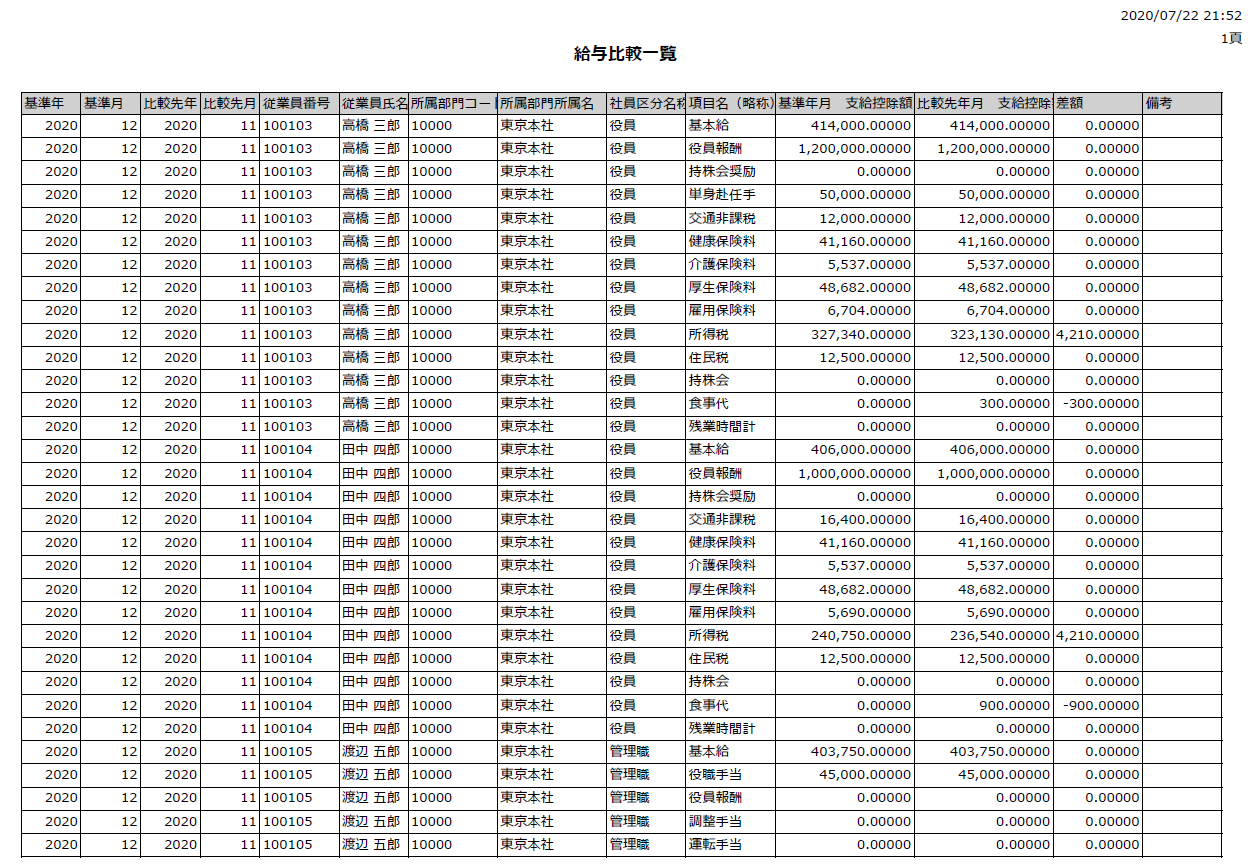 2020/07/22 21:52
1頁
給与比較一覧
基準年 基準月 比較先年 比較先月 従業員番号 従業員氏名 所属部門コー 所属部門所属名 社員区分名称 項目名（略称） 基準年月 支給控除額 比較先年月 支給控除 差額 備考
2020 12 2020 11 100103 高橋 三郎 10000 東京本社 役員 基本給 414,000.00000 414,000.00000 0.00000
2020 12 2020 11 100103 高橋 三郎 10000 東京本社 役員 役員報酬 1,200,000.00000 1,200,000.00000 0.00000
2020 12 2020 11 100103 高橋 三郎 10000 東京本社 役員 持株会奨励 0.00000 0.00000 0.00000
2020 12 2020 11 100103 高橋 三郎 10000 東京本社 役員 単身赴任手 50,000.00000 50,000.00000 0.00000
2020 12 2020 11 100103 高橋 三郎 10000 東京本社 役員 交通非課税 12,000.00000 12,000.00000 0.00000
2020 12 2020 11 100103 高橋 三郎 10000 東京本社 役員 健康保険料 41,160.00000 41,160.00000 0.00000
2020 12 2020 11 100103 高橋 三郎 10000 東京本社 役員 介護保険料 5,537.00000 5,537.00000 0.00000
2020 12 2020 11 100103 高橋 三郎 10000 東京本社 役員 厚生保険料 48,682.00000 48,682.00000 0.00000
2020 12 2020 11 100103 高橋 三郎 10000 東京本社 役員 雇用保険料 6,704.00000 6,704.00000 0.00000
2020 12 2020 11 100103 高橋 三郎 10000 東京本社 役員 所得税 327,340.00000 323,130.00000 4,210.00000
2020 12 2020 11 100103 高橋 三郎 10000 東京本社 役員 住民税 12,500.00000 12,500.00000 0.00000
2020 12 2020 11 100103 高橋 三郎 10000 東京本社 役員 持株会 0.00000 0.00000 0.00000
2020 12 2020 11 100103 高橋 三郎 10000 東京本社 役員 食事代 0.00000 300.00000 -300.00000
2020 12 2020 11 100103 高橋 三郎 10000 東京本社 役員 残業時間計 0.00000 0.00000 0.00000
2020 12 2020 11 100104 田中 四郎 10000 東京本社 役員 基本給 406,000.00000 406,000.00000 0.00000
2020 12 2020 11 100104 田中 四郎 10000 東京本社 役員 役員報酬 1,000,000.00000 1,000,000.00000 0.00000
2020 12 2020 11 100104 田中 四郎 10000 東京本社 役員 持株会奨励 0.00000 0.00000 0.00000
2020 12 2020 11 100104 田中 四郎 10000 東京本社 役員 交通非課税 16,400.00000 16,400.00000 0.00000
2020 12 2020 11 100104 田中 四郎 10000 東京本社 役員 健康保険料 41,160.00000 41,160.00000 0.00000
2020 12 2020 11 100104 田中 四郎 10000 東京本社 役員 介護保険料 5,537.00000 5,537.00000 0.00000
2020 12 2020 11 100104 田中 四郎 10000 東京本社 役員 厚生保険料 48,682.00000 48,682.00000 0.00000
2020 12 2020 11 100104 田中 四郎 10000 東京本社 役員 雇用保険料 5,690.00000 5,690.00000 0.00000
2020 12 2020 11 100104 田中 四郎 10000 東京本社 役員 所得税 240,750.00000 236,540.00000 4,210.00000
2020 12 2020 11 100104 田中 四郎 10000 東京本社 役員 住民税 12,500.00000 12,500.00000 0.00000
2020 12 2020 11 100104 田中 四郎 10000 東京本社 役員 持株会 0.00000 0.00000 0.00000
2020 12 2020 11 100104 田中 四郎 10000 東京本社 役員 食事代 0.00000 900.00000 -900.00000
2020 12 2020 11 100104 田中 四郎 10000 東京本社 役員 残業時間計 0.00000 0.00000 0.00000
2020 12 2020 11 100105 渡辺 五郎 10000 東京本社 管理職 基本給 403,750.00000 403,750.00000 0.00000
2020 12 2020 11 100105 渡辺 五郎 10000 東京本社 管理職 役職手当 45,000.00000 45,000.00000 0.00000
2020 12 2020 11 100105 渡辺 五郎 10000 東京本社 管理職 役員報酬 0.00000 0.00000 0.00000
2020 12 2020 11 100105 渡辺 五郎 10000 東京本社 管理職 調整手当 0.00000 0.00000 0.00000
2020 12 2020 11 100105 渡辺 五郎 10000 東京本社 管理職 運転手当 0.00000 0.00000 0.00000